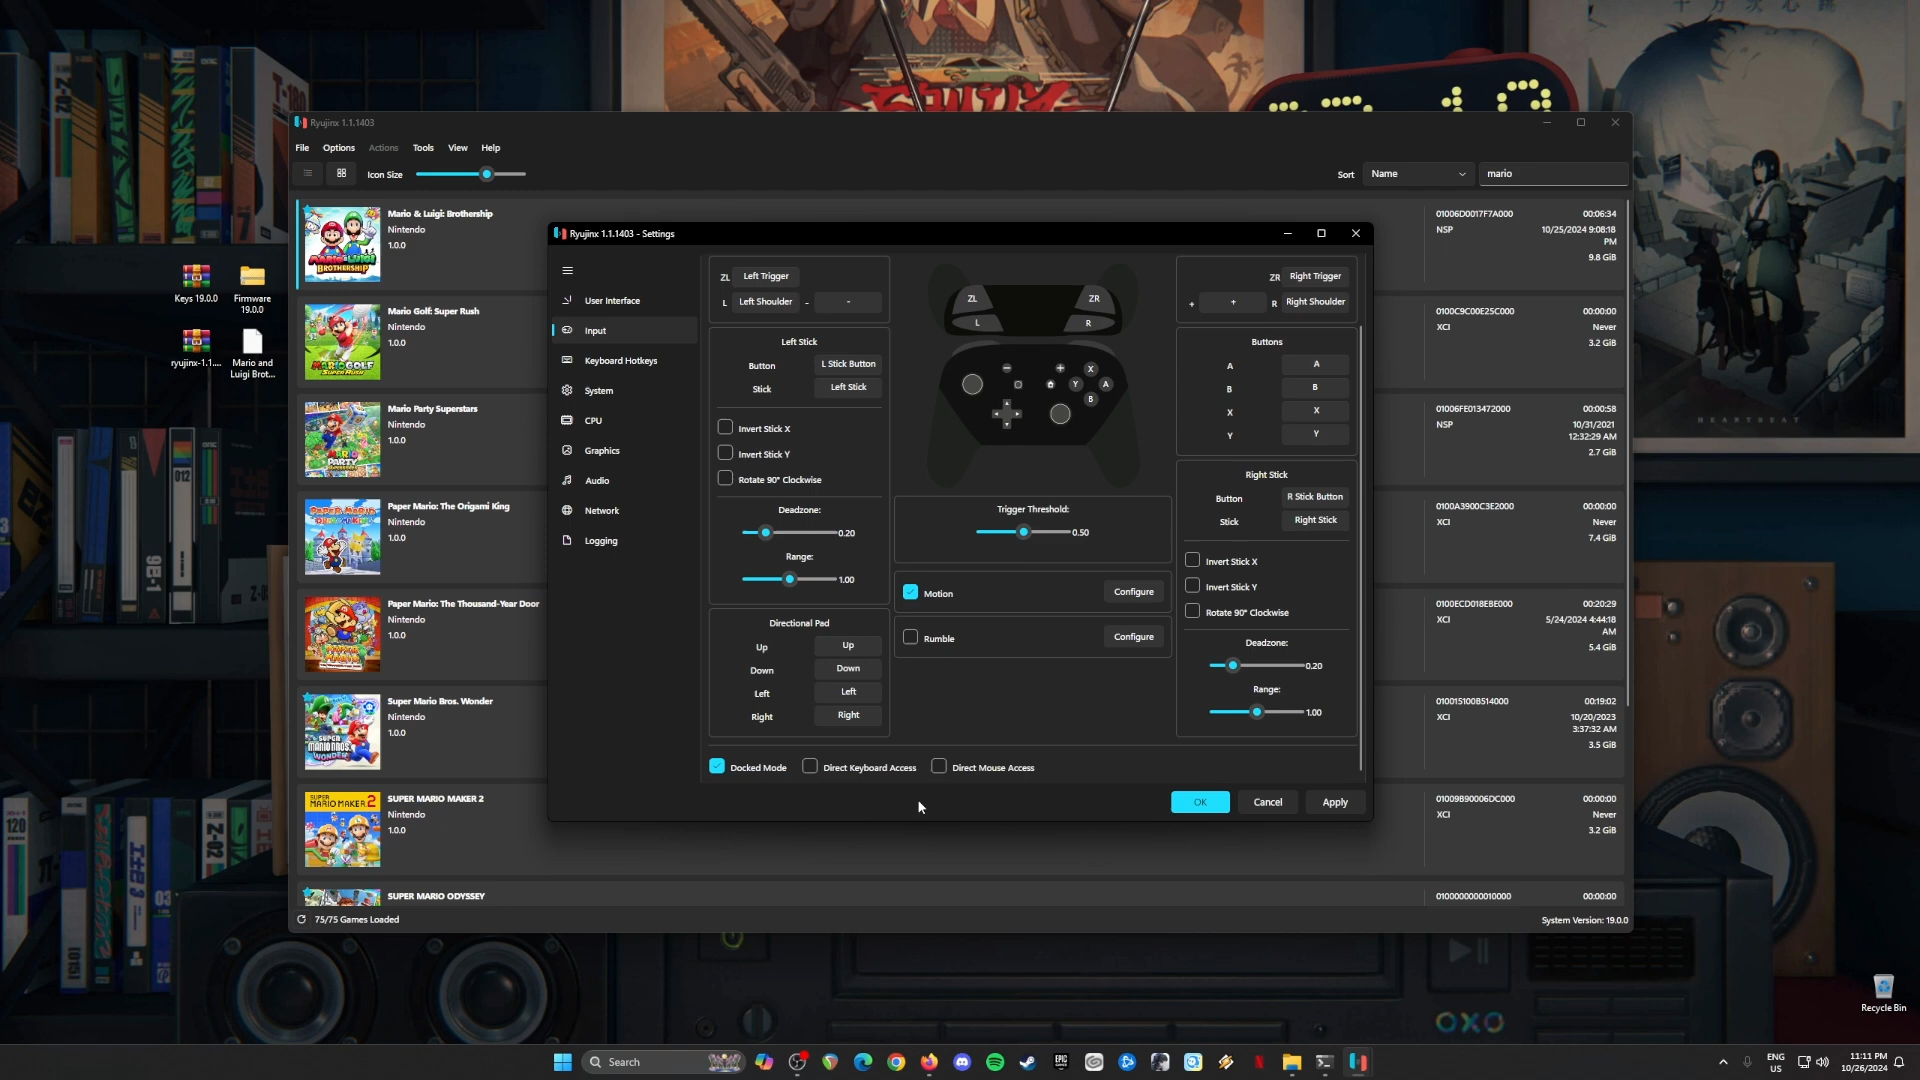 Ryujinx 1.1.1403
File Options Actions Tools View Help
Icon Size
Sort Name mario
Mario & Luigi: Brothership
Nintendo
1.0.0
01006D0017F7A000 00:06:34
NSP 10/25/2024 9:08:18
PM
9.8 GiB
Mario Golf: Super Rush
Nintendo
1.0.0
0100C9C00E25C000 00:00:00
XCI Never
3.2 GiB
Mario Party Superstars
Nintendo
1.0.0
01006FE013472000 00:00:58
NSP 10/31/2021
12:32:29 AM
2.7 GiB
Paper Mario: The Origami King
Nintendo
1.0.0
0100A3900C3E2000 00:00:00
XCI Never
7.4 GiB
Paper Mario: The Thousand-Year Door
Nintendo
1.0.0
0100ECD018EBE000 00:20:29
XCI 5/24/2024 4:44:18
AM
5.4 GiB
Super Mario Bros. Wonder
Nintendo
1.0.0
010015100B514000 00:19:02
XCI 10/20/2023
3:37:32 AM
3.5 GiB
SUPER MARIO MAKER 2
Nintendo
1.0.0
01009B90006DC000 00:00:00
XCI Never
3.2 GiB
SUPER MARIO ODYSSEY
0100000000010000 00:00:00
75/75 Games Loaded
System Version: 19.0.0
Ryujinx 1.1.1403 - Settings
User Interface
Input
Keyboard Hotkeys
System
CPU
Graphics
Audio
Network
Logging
ZL Left Trigger
L Left Shoulder - -
Left Stick
Button L Stick Button
Stick Left Stick
Invert Stick X
Invert Stick Y
Rotate 90° Clockwise
Deadzone:
0.20
Range:
1.00
Directional Pad
Up Up
Down Down
Left Left
Right Right
ZL ZR
L R
X
Y A
B
Trigger Threshold:
0.50
Motion Configure
Rumble Configure
ZR Right Trigger
+ + R Right Shoulder
Buttons
A A
B B
X X
Y Y
Right Stick
Button R Stick Button
Stick Right Stick
Invert Stick X
Invert Stick Y
Rotate 90° Clockwise
Deadzone:
0.20
Range:
1.00
Docked Mode Direct Keyboard Access Direct Mouse Access
OK Cancel Apply
Keys 19.0.0
Firmware
19.0.0
ryujinx-1.1....
Mario and
Luigi Brot...
Recycle Bin
HEARTBEAT
OXO
Search
ENG
US
11:11 PM
10/26/2024